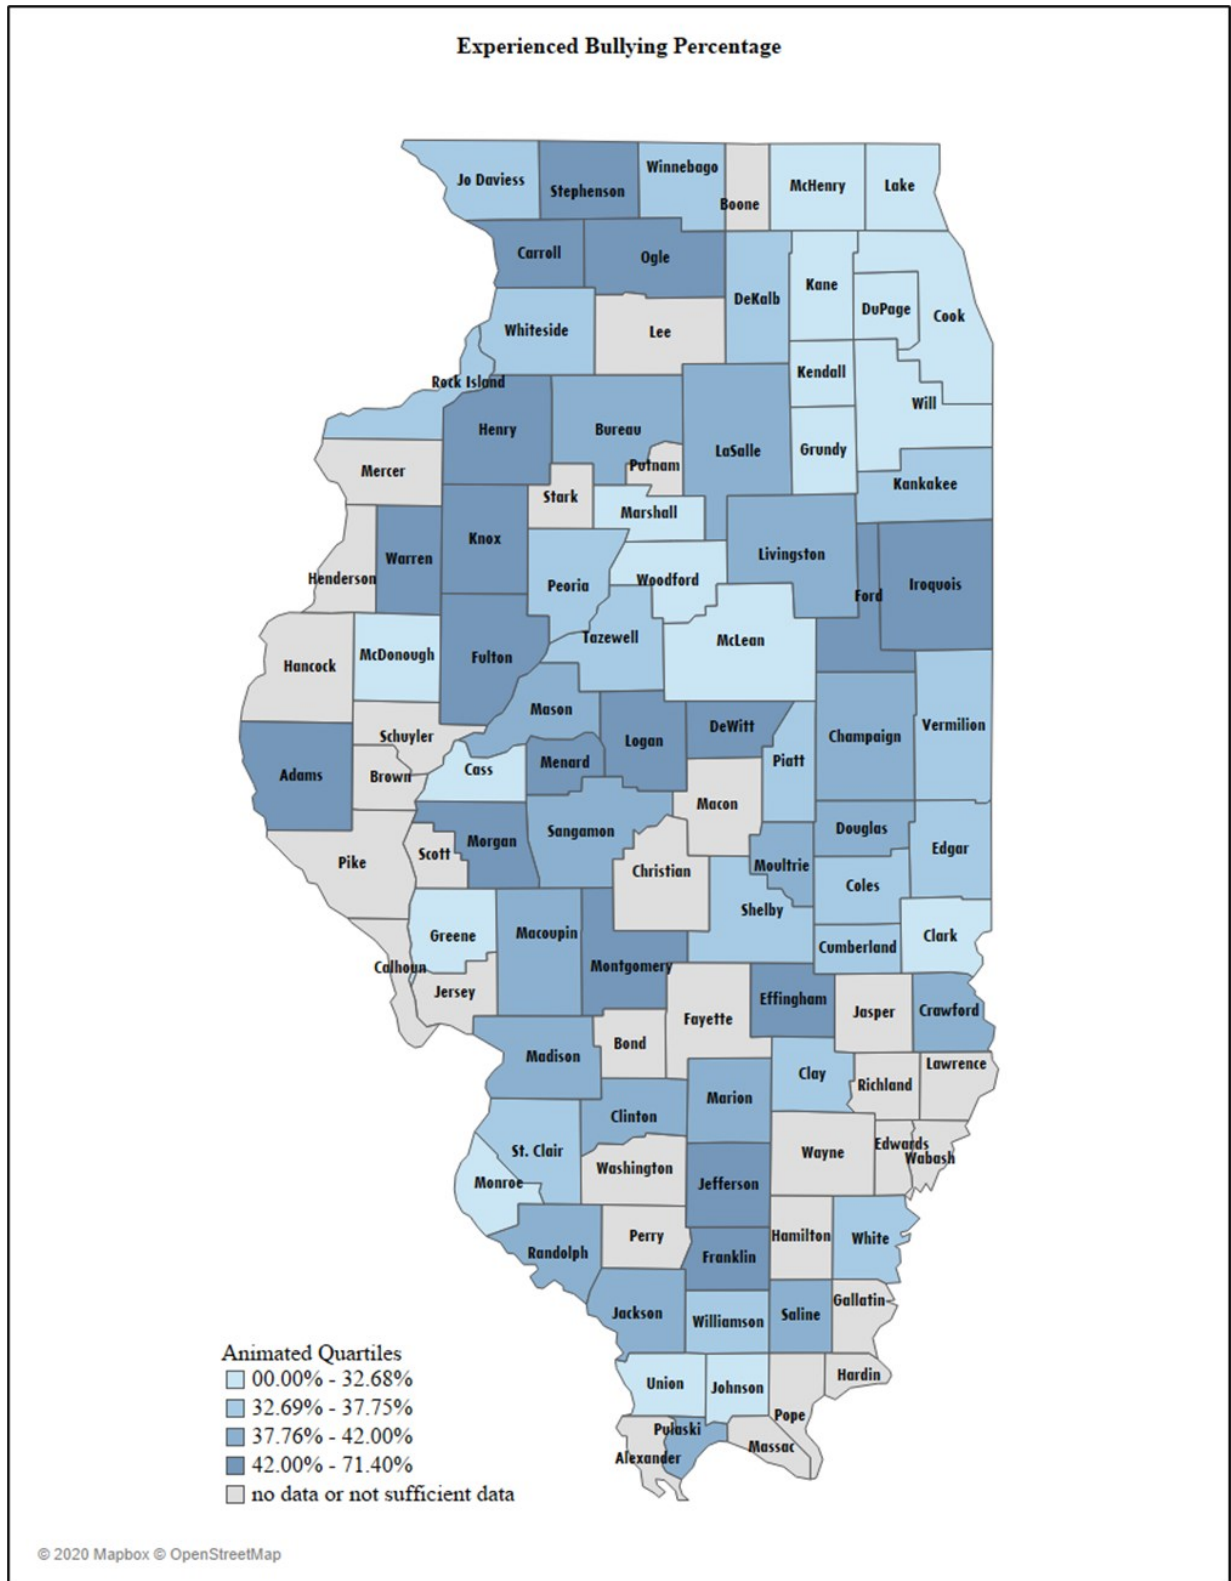 Experienced Bullying Percentage
Jo Daviess
Stephenson
Winnebago
Boone
McHenry
Lake
Carroll
Ogle
DeKalb
Kane
DuPage
Cook
Whiteside
Lee
Rock Island
Kendall
Will
Henry
Bureau
LaSalle
Grundy
Mercer
Putnam
Kankakee
Stark
Marshall
Knox
Warren
Livingston
Henderson
Peoria
Woodford
Ford
Iroquois
Tazewell
McLean
Hancock
McDonough
Fulton
Mason
Vermilion
Schuyler
Logan
DeWitt
Champaign
Adams
Brown
Cass
Menard
Piatt
Macon
Sangamon
Douglas
Pike
Scott
Morgan
Christian
Moultrie
Edgar
Coles
Shelby
Greene
Macoupin
Clark
Cumberland
Calhoun
Montgomery
Jersey
Effingham
Fayette
Jasper
Crawford
Bond
Madison
Clay
Lawrence
Richland
Marion
Clinton
St. Clair
Washington
Wayne
Edwards
Wabash
Monroe
Jefferson
Perry
Hamilton
White
Randolph
Franklin
Gallatin
Jackson
Williamson
Saline
Hardin
Union
Johnson
Pope
Pulaski
Massac
Alexander
Animated Quartiles
00.00% - 32.68%
32.69% - 37.75%
37.76% - 42.00%
42.00% - 71.40%
no data or not sufficient data
© 2020 Mapbox © OpenStreetMap